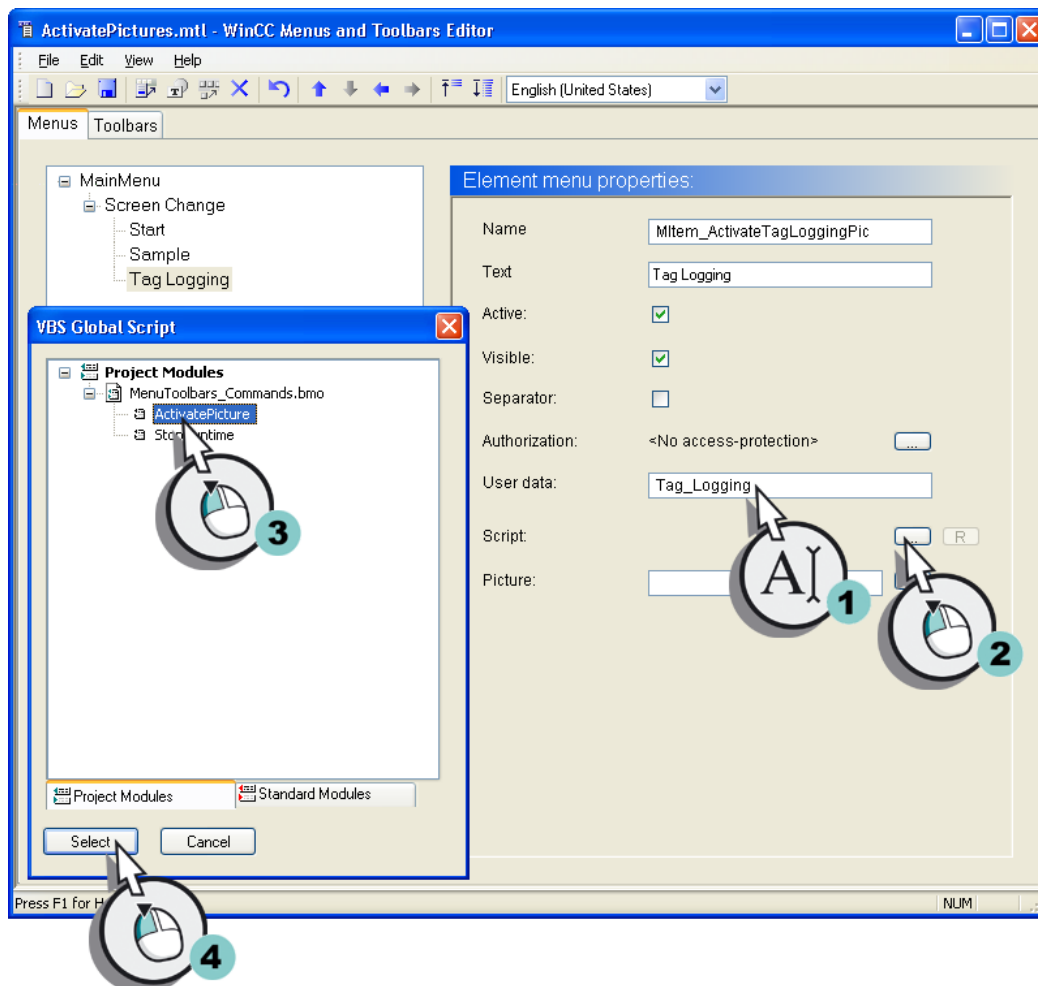 ActivatePictures.mtl - WinCC Menus and Toolbars Editor
File Edit View Help
English (United States)
Menus Toolbars
MainMenu
Screen Change
Start
Sample
Tag Logging
Element menu properties:
Name MItem_ActivateTagLoggingPic
Text Tag Logging
Active:
Visible:
Separator:
Authorization: <No access-protection> ...
User data: Tag_Logging
Script: ... R
Picture:
A 1
2
VBS Global Script
Project Modules
MenuToolbars_Commands.bmo
ActivatePicture
3
Project Modules Standard Modules
Select Cancel
4
Press F1 for NUM